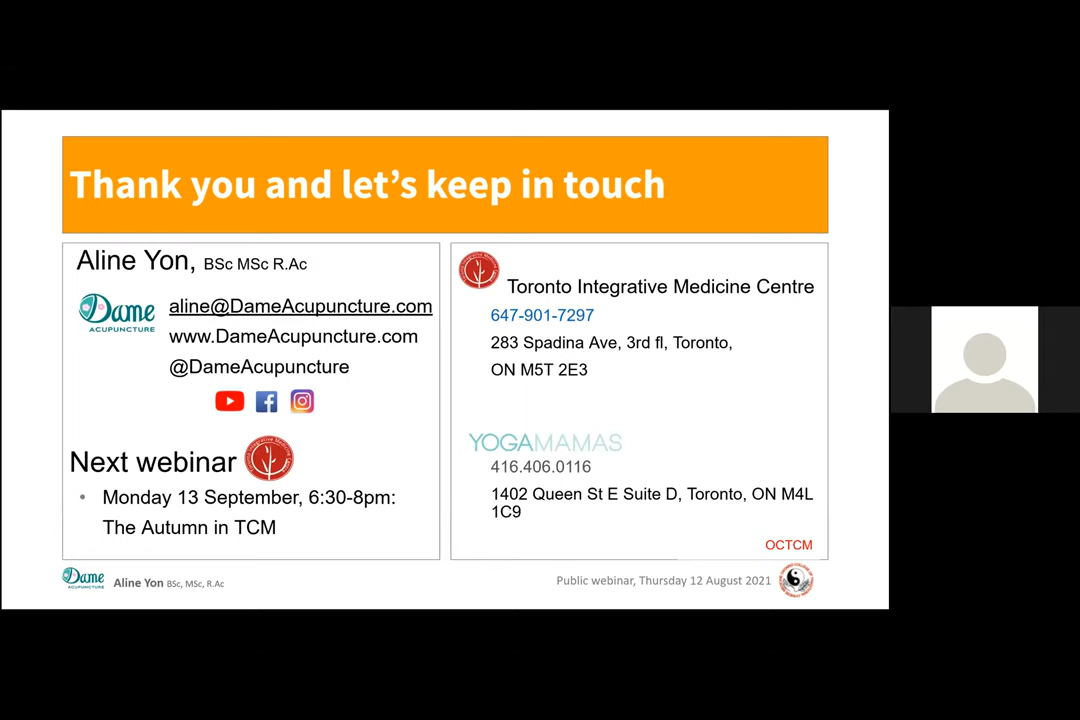 Thank you and let’s keep in touch
Aline Yon, BSc MSc R.Ac
Dame
ACUPUNCTURE
aline@DameAcupuncture.com
www.DameAcupuncture.com
@DameAcupuncture
Next webinar
• Monday 13 September, 6:30-8pm:
The Autumn in TCM
Toronto Integrative Medicine Centre
647-901-7297
283 Spadina Ave, 3rd fl, Toronto,
ON M5T 2E3
YOGAMAMAS
416.406.0116
1402 Queen St E Suite D, Toronto, ON M4L
1C9
OCTCM
Dame
ACUPUNCTURE
Aline Yon BSc, MSc, R.Ac
Public webinar, Thursday 12 August 2021